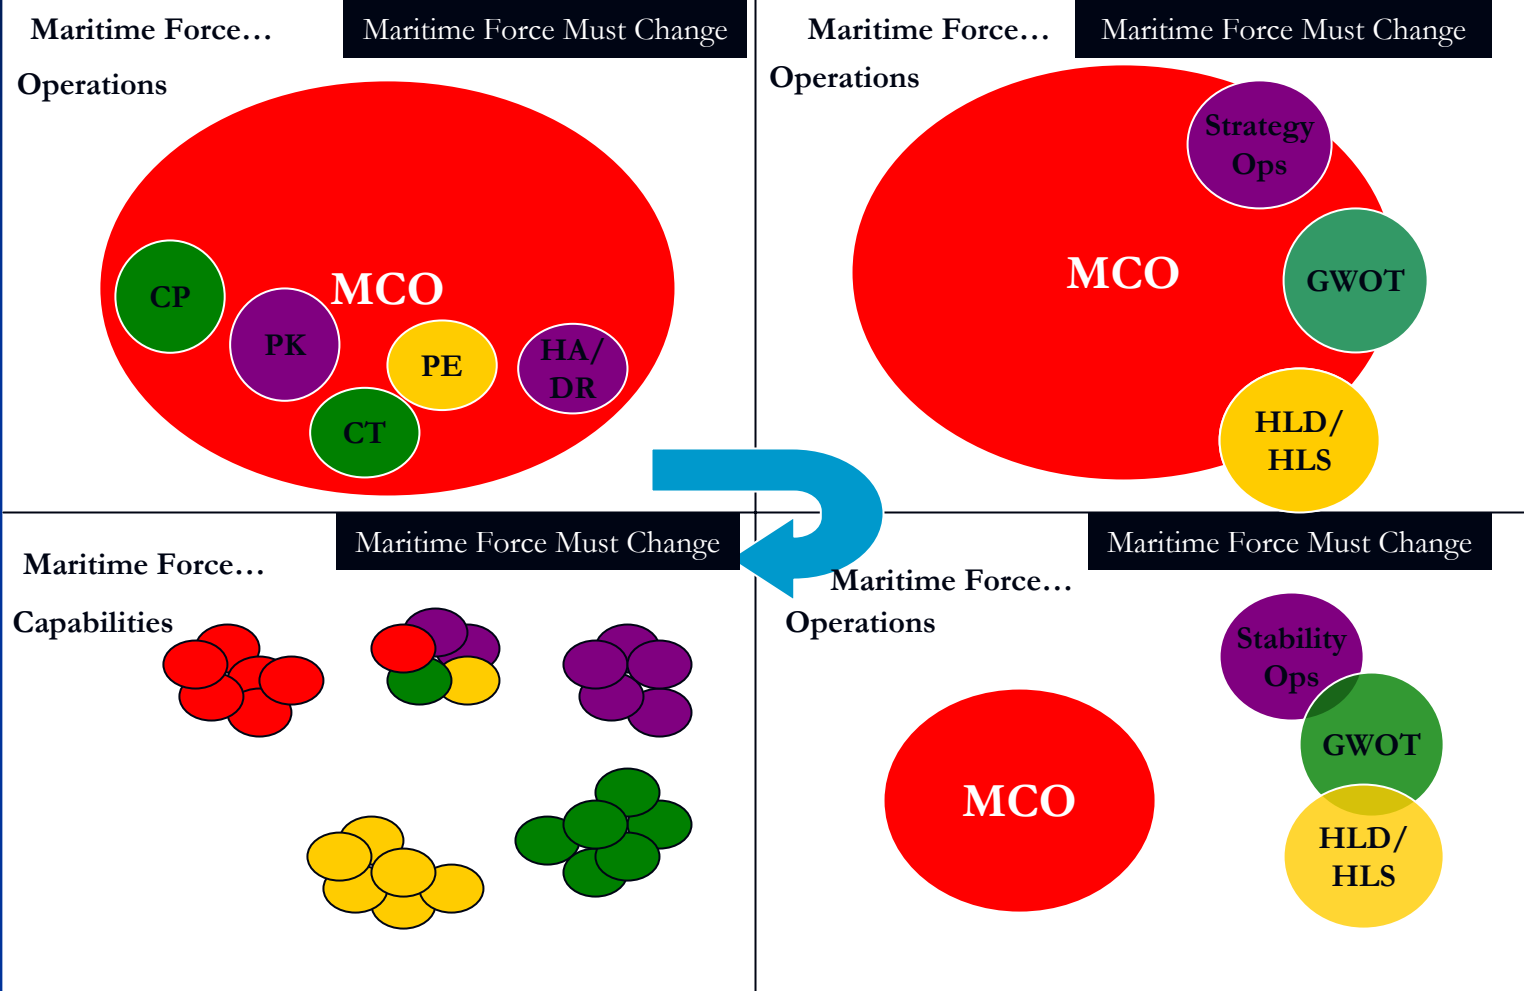 Maritime Force…
Maritime Force Must Change
Operations
MCO
CP
PK
PE
HA/
DR
CT
Maritime Force…
Maritime Force Must Change
Operations
Strategy
Ops
MCO
GWOT
HLD/
HLS
Maritime Force…
Maritime Force Must Change
Capabilities
Maritime Force Must Change
Maritime Force…
Operations
Stability
Ops
GWOT
MCO
HLD/
HLS